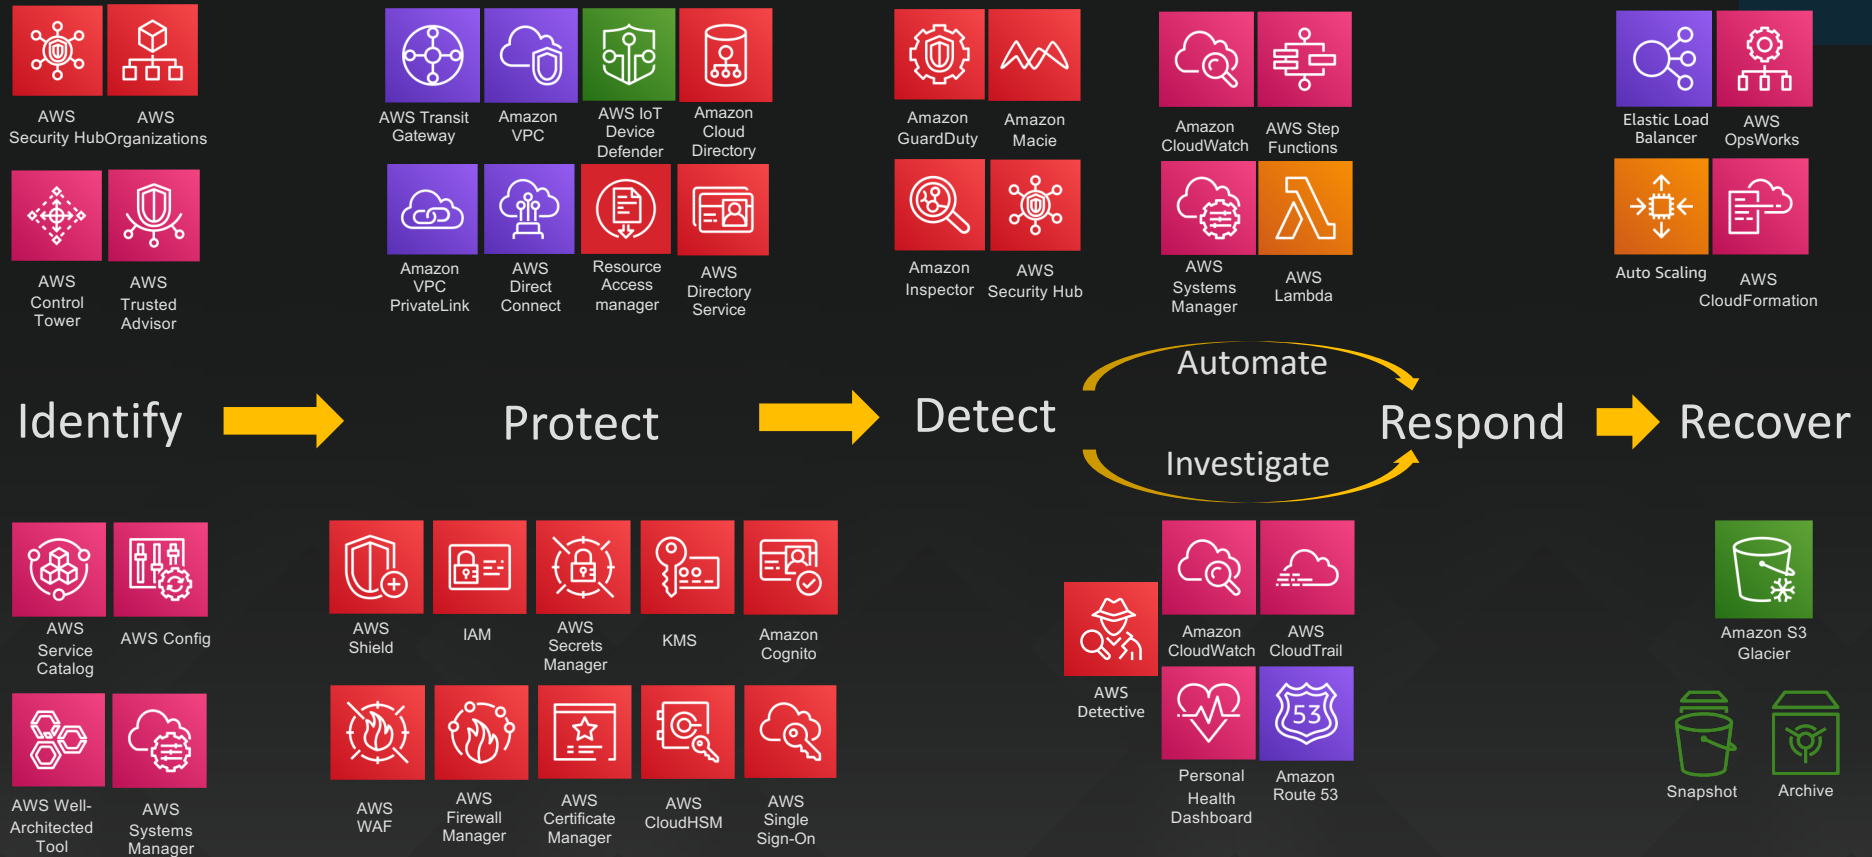 AWS
Security Hub
AWS
Organizations
AWS
Control
Tower
AWS
Trusted
Advisor
AWS Transit
Gateway
Amazon
VPC
AWS IoT
Device
Defender
Amazon
Cloud
Directory
Amazon
VPC
PrivateLink
AWS
Direct
Connect
Resource
Access
manager
AWS
Directory
Service
Amazon
GuardDuty
Amazon
Macie
Amazon
Inspector
AWS
Security Hub
Amazon
CloudWatch
AWS Step
Functions
AWS
Systems
Manager
AWS
Lambda
Elastic Load
Balancer
AWS
OpsWorks
Auto Scaling
AWS
CloudFormation
Identify
Protect
Detect
Automate
Investigate
Respond
Recover
AWS
Service
Catalog
AWS Config
AWS Well-
Architected
Tool
AWS
Systems
Manager
AWS
Shield
IAM
AWS
Secrets
Manager
KMS
Amazon
Cognito
AWS
WAF
AWS
Firewall
Manager
AWS
Certificate
Manager
AWS
CloudHSM
AWS
Single
Sign-On
AWS
Detective
Amazon
CloudWatch
AWS
CloudTrail
Personal
Health
Dashboard
53
Amazon
Route 53
Amazon S3
Glacier
Snapshot
Archive